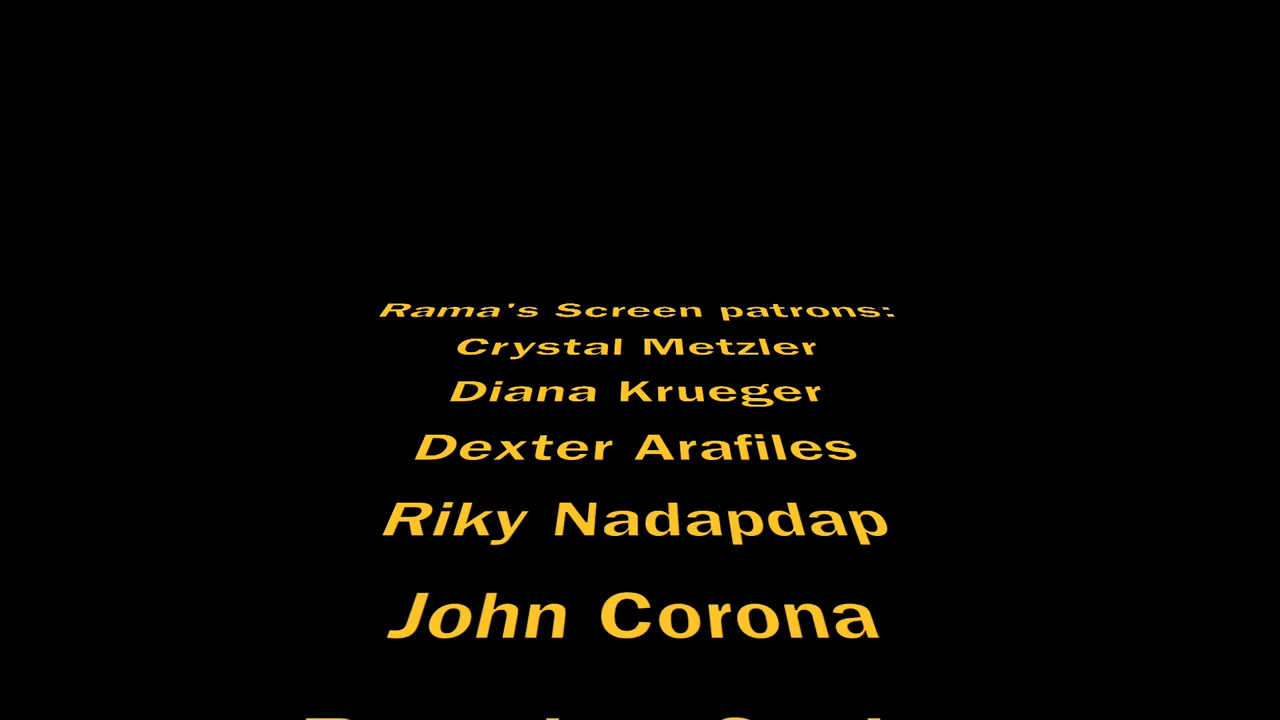 Rama's Screen patrons:
Crystal Metzler
Diana Krueger
Dexter Arafiles
Riky Nadapdap
John Corona